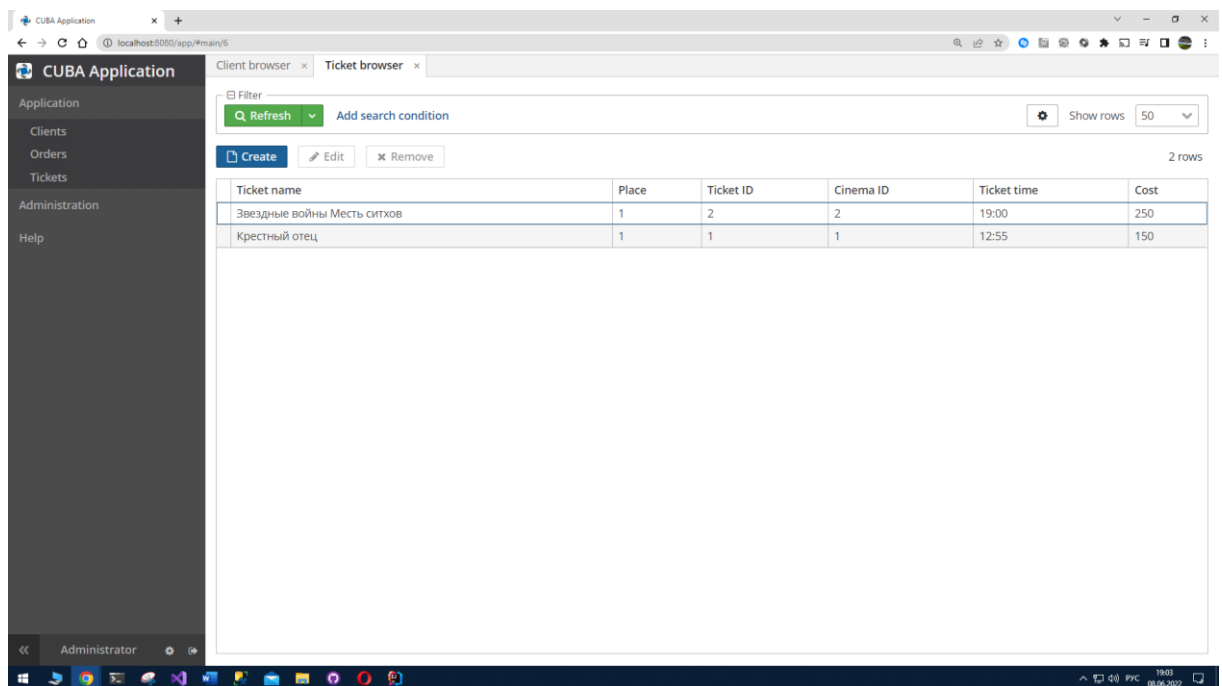 CUBA Application
localhost:8080/app/#main/6
CUBA Application
Client browser
Ticket browser
Application
Clients
Orders
Tickets
Administration
Help
Filter
Refresh
Add search condition
Show rows 50
Create Edit Remove
2 rows
Ticket name Place Ticket ID Cinema ID Ticket time Cost
Звездные войны Месть ситхов 1 2 2 19:00 250
Крестный отец 1 1 1 12:55 150
Administrator
РУС
19:03
08.06.2022